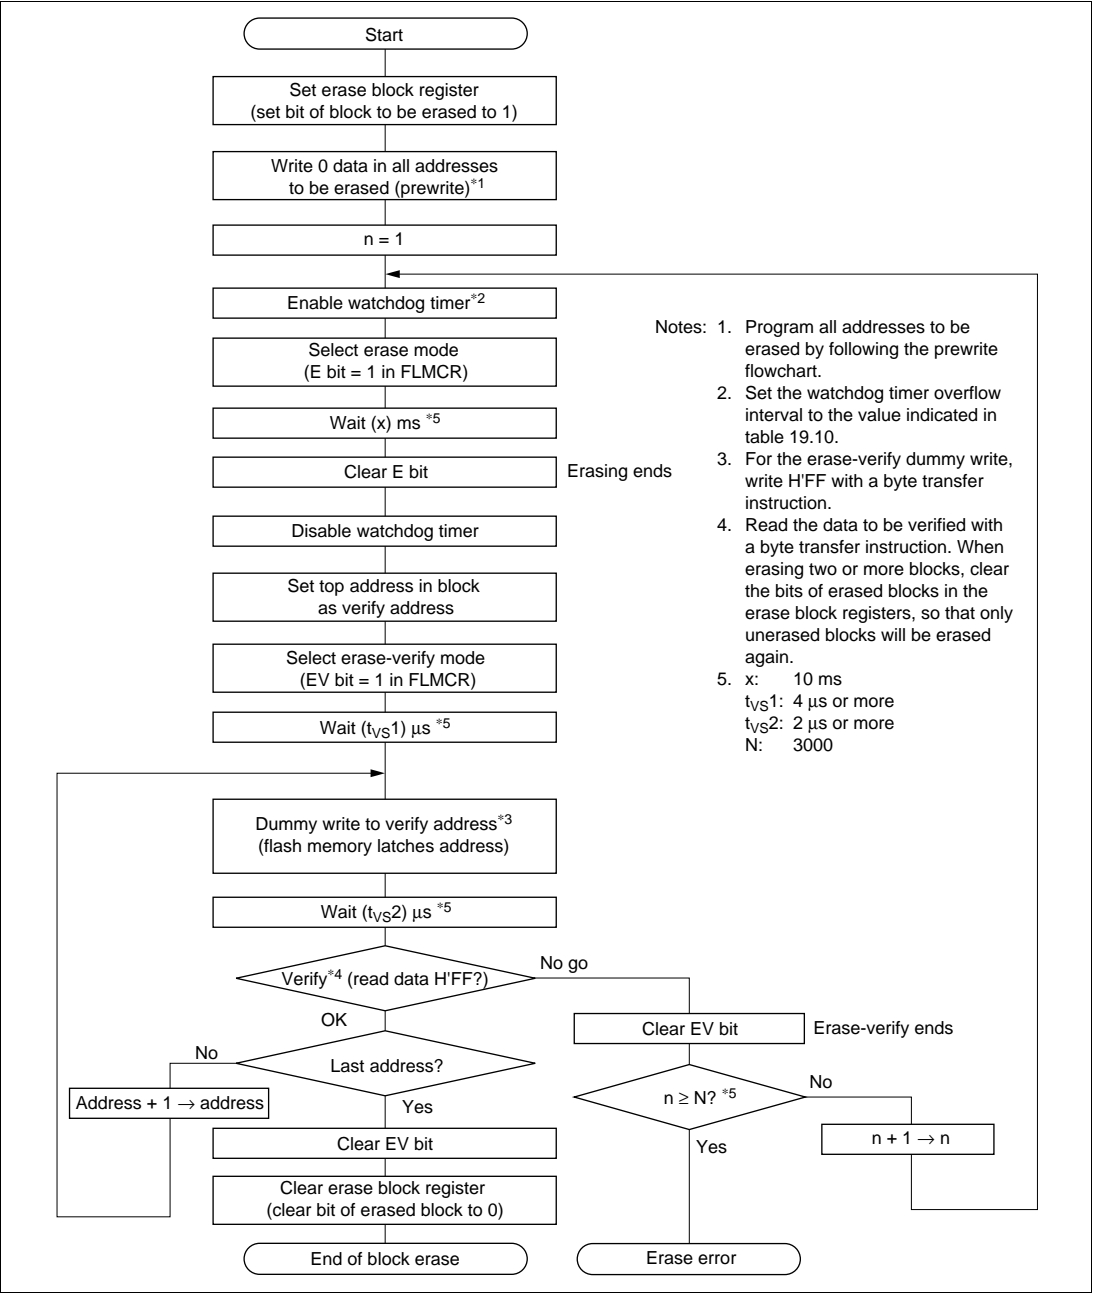 Start
Set erase block register
(set bit of block to be erased to 1)
Write 0 data in all addresses
to be erased (prewrite)*1
n = 1
Enable watchdog timer*2
Select erase mode
(E bit = 1 in FLMCR)
Wait (x) ms *5
Clear E bit
Erasing ends
Disable watchdog timer
Set top address in block
as verify address
Select erase-verify mode
(EV bit = 1 in FLMCR)
Wait (tVS1) μs *5
Dummy write to verify address*3
(flash memory latches address)
Wait (tVS2) μs *5
Verify*4 (read data H'FF?)
No go
OK
Last address?
No
Address + 1 → address
Yes
Clear EV bit
Clear erase block register
(clear bit of erased block to 0)
End of block erase
Clear EV bit
Erase-verify ends
n ≥ N? *5
No
n + 1 → n
Yes
Erase error
Notes: 1. Program all addresses to be
erased by following the prewrite
flowchart.
2. Set the watchdog timer overflow
interval to the value indicated in
table 19.10.
3. For the erase-verify dummy write,
write H'FF with a byte transfer
instruction.
4. Read the data to be verified with
a byte transfer instruction. When
erasing two or more blocks, clear
the bits of erased blocks in the
erase block registers, so that only
unerased blocks will be erased
again.
5. x: 10 ms
tVS1: 4 μs or more
tVS2: 2 μs or more
N: 3000